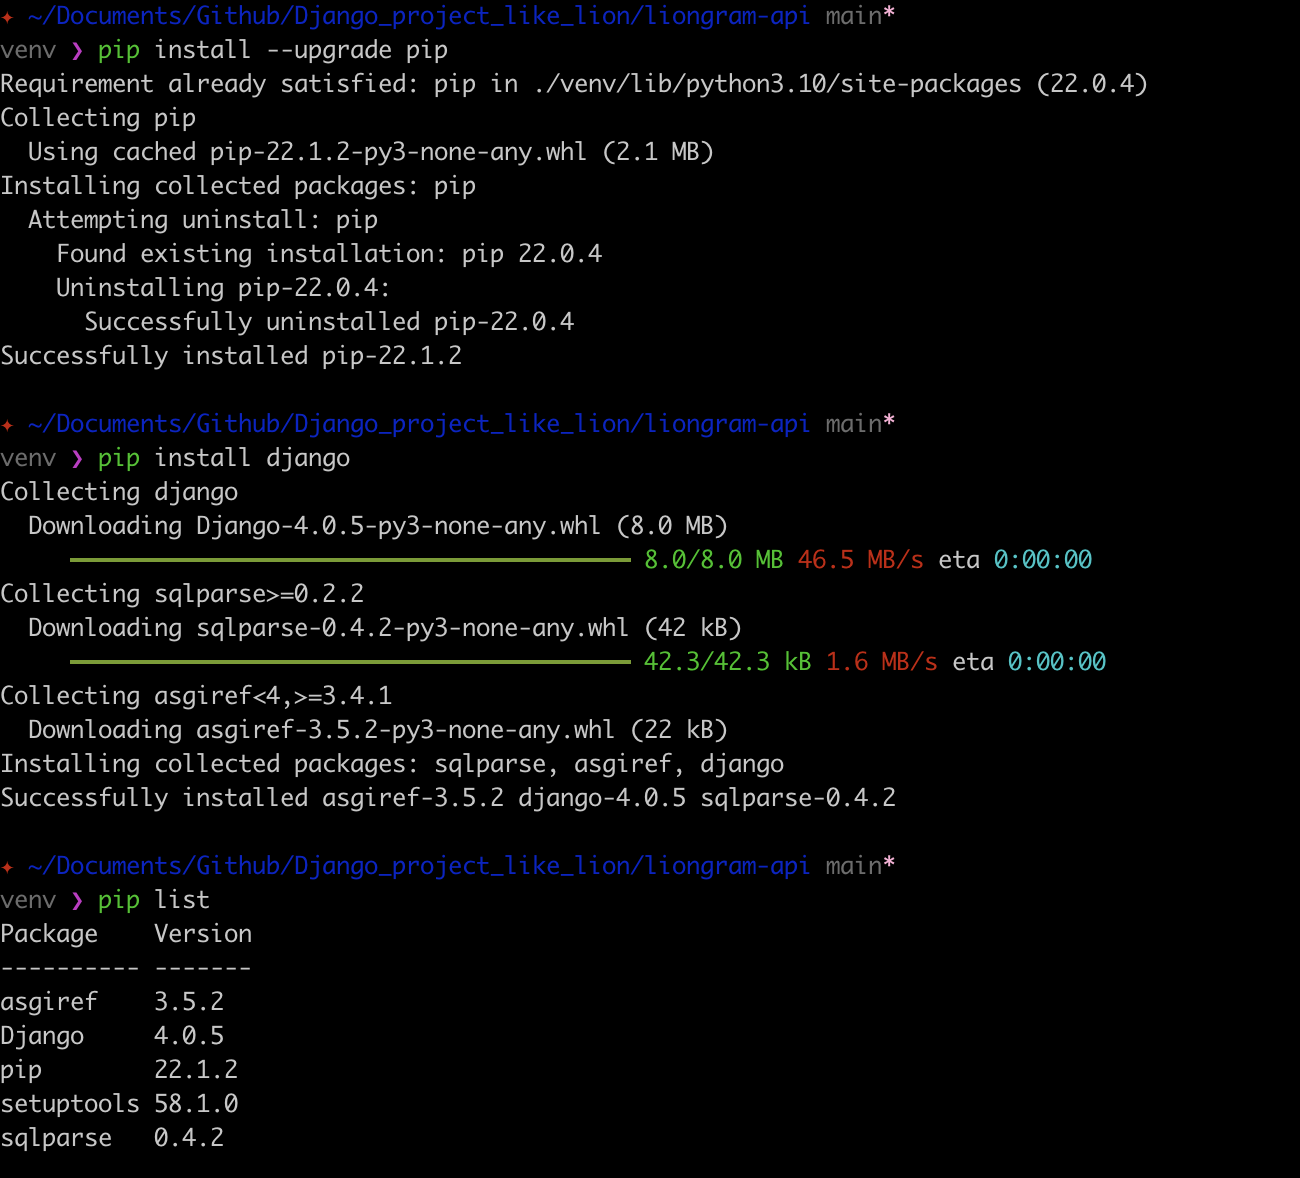 ✦ ~/Documents/Github/Django_project_like_lion/liongram-api main*
venv ❯ pip install --upgrade pip
Requirement already satisfied: pip in ./venv/lib/python3.10/site-packages (22.0.4)
Collecting pip
  Using cached pip-22.1.2-py3-none-any.whl (2.1 MB)
Installing collected packages: pip
  Attempting uninstall: pip
    Found existing installation: pip 22.0.4
    Uninstalling pip-22.0.4:
      Successfully uninstalled pip-22.0.4
Successfully installed pip-22.1.2
✦ ~/Documents/Github/Django_project_like_lion/liongram-api main*
venv ❯ pip install django
Collecting django
  Downloading Django-4.0.5-py3-none-any.whl (8.0 MB)
8.0/8.0 MB 46.5 MB/s eta 0:00:00
Collecting sqlparse>=0.2.2
  Downloading sqlparse-0.4.2-py3-none-any.whl (42 kB)
42.3/42.3 kB 1.6 MB/s eta 0:00:00
Collecting asgiref<4,>=3.4.1
  Downloading asgiref-3.5.2-py3-none-any.whl (22 kB)
Installing collected packages: sqlparse, asgiref, django
Successfully installed asgiref-3.5.2 django-4.0.5 sqlparse-0.4.2
✦ ~/Documents/Github/Django_project_like_lion/liongram-api main*
venv ❯ pip list
Package    Version
---------- -------
asgiref    3.5.2
Django     4.0.5
pip        22.1.2
setuptools 58.1.0
sqlparse   0.4.2